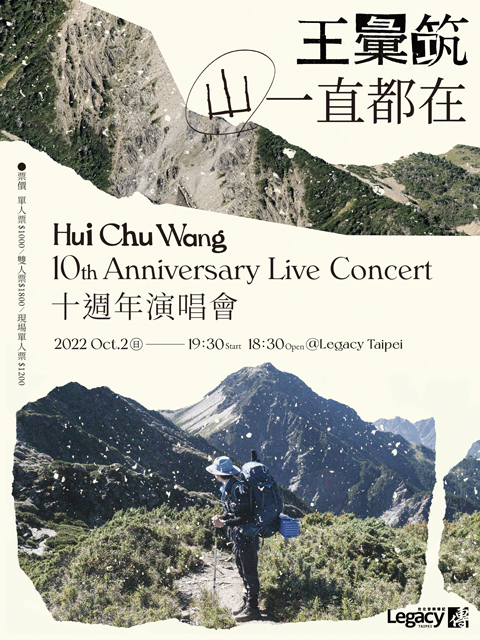 王彙筑
山一直都在
●票價 單人票$1000／雙人票$1800／現場單人票 $1200
Hui Chu Wang
10th Anniversary Live Concert
十週年演唱會
2022 Oct.2 日 —— 19:30 Start 18:30 Open @Legacy Taipei
Legacy 傳
TAIPEI